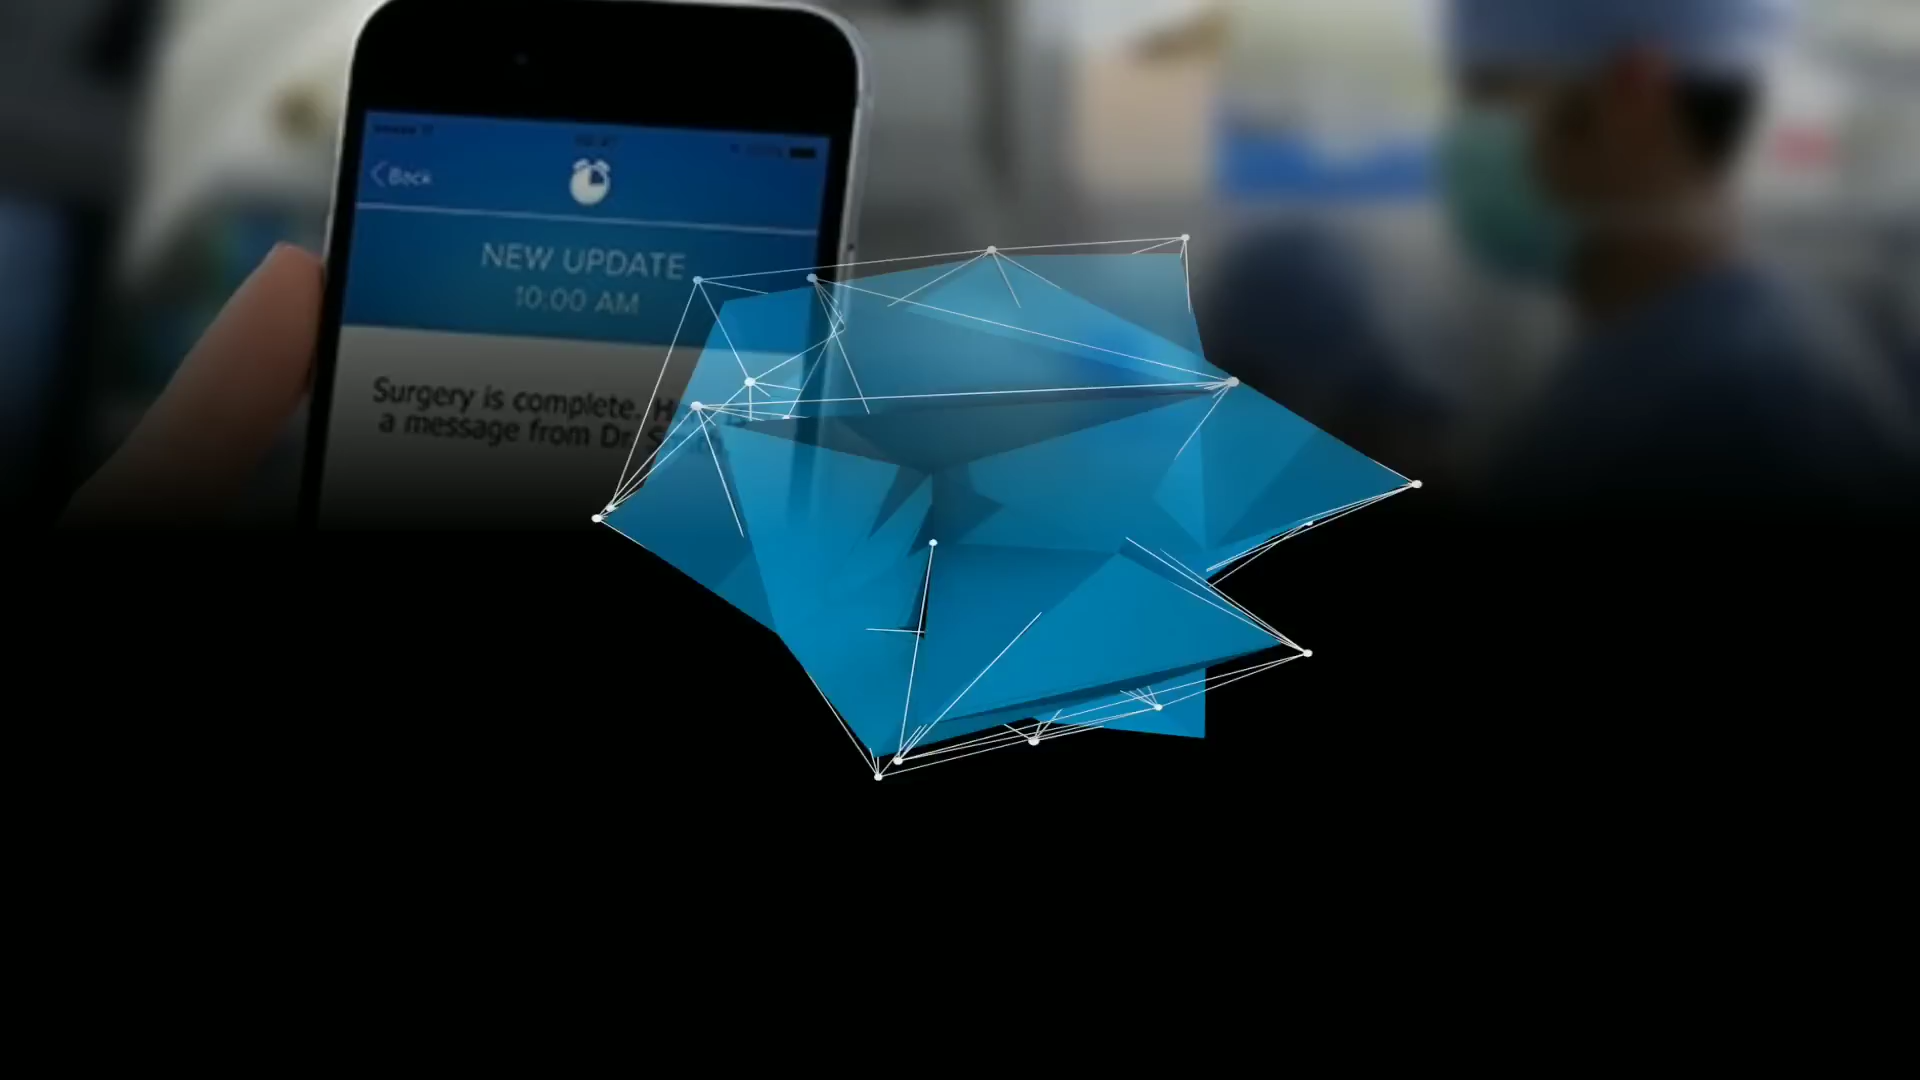 Back
NEW UPDATE
10:00 AM
Surgery is complete.
a message from Dr.